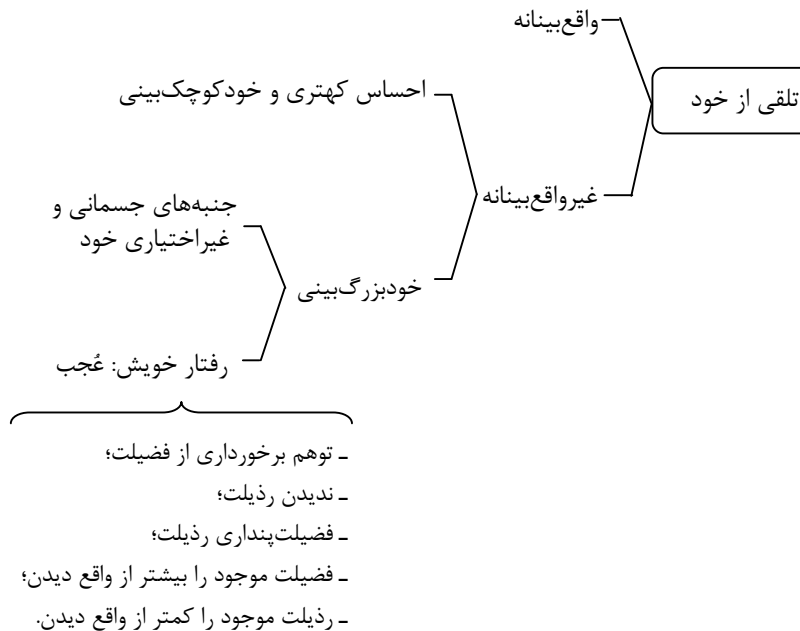 تلقی از خود
واقع‌بینانه
غیرواقع‌بینانه
احساس کهتری و خودکوچک‌بینی
خودبزرگ‌بینی
جنبه‌های جسمانی و
غیراختیاری خود
رفتار خویش: عُجب
ـ توهم برخورداری از فضیلت؛
ـ ندیدن رذیلت؛
ـ فضیلت‌پنداری رذیلت؛
ـ فضیلت موجود را بیشتر از واقع دیدن؛
ـ رذیلت موجود را کمتر از واقع دیدن.